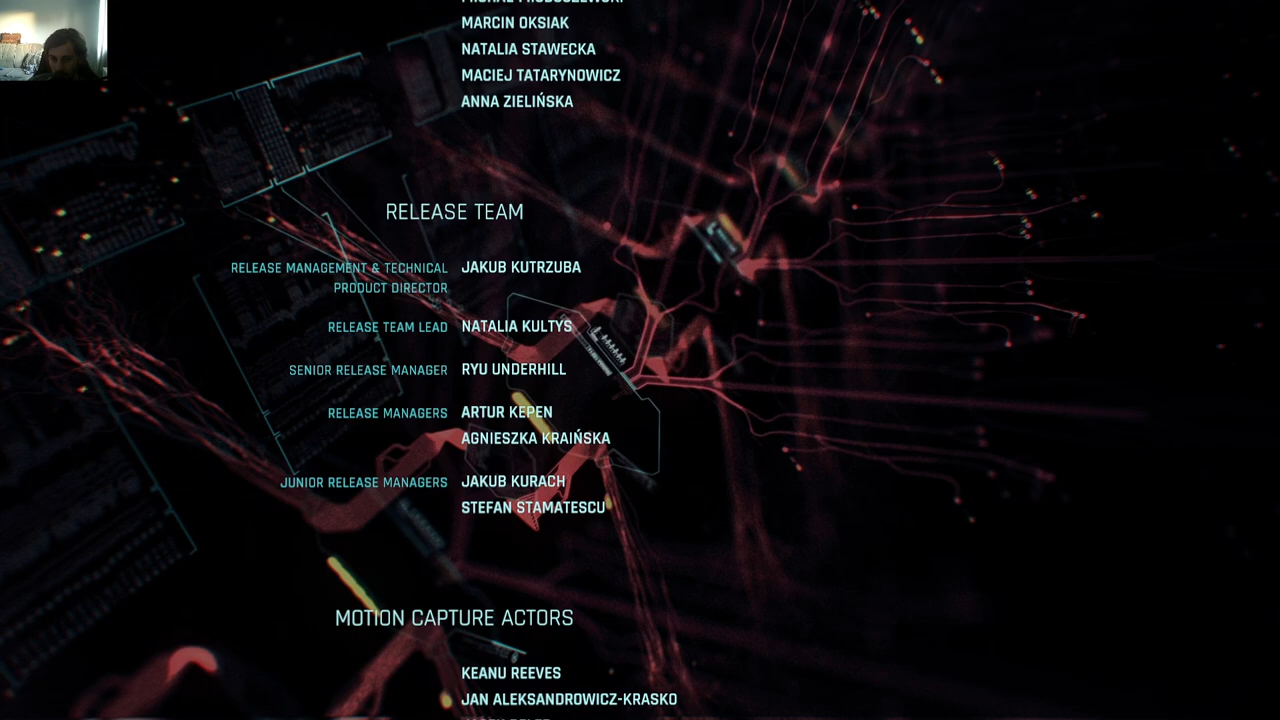 MARCIN OKSIAK
NATALIA STAWECKA
MACIEJ TATARYNOWICZ
ANNA ZIELIŃSKA
RELEASE TEAM
RELEASE MANAGEMENT & TECHNICAL JAKUB KUTRZUBA
PRODUCT DIRECTOR
RELEASE TEAM LEAD NATALIA KULTYS
SENIOR RELEASE MANAGER RYU UNDERHILL
RELEASE MANAGERS ARTUR KEPEN
AGNIESZKA KRAIŃSKA
JUNIOR RELEASE MANAGERS JAKUB KURACH
STEFAN STAMATESCU
MOTION CAPTURE ACTORS
KEANU REEVES
JAN ALEKSANDROWICZ-KRASKO